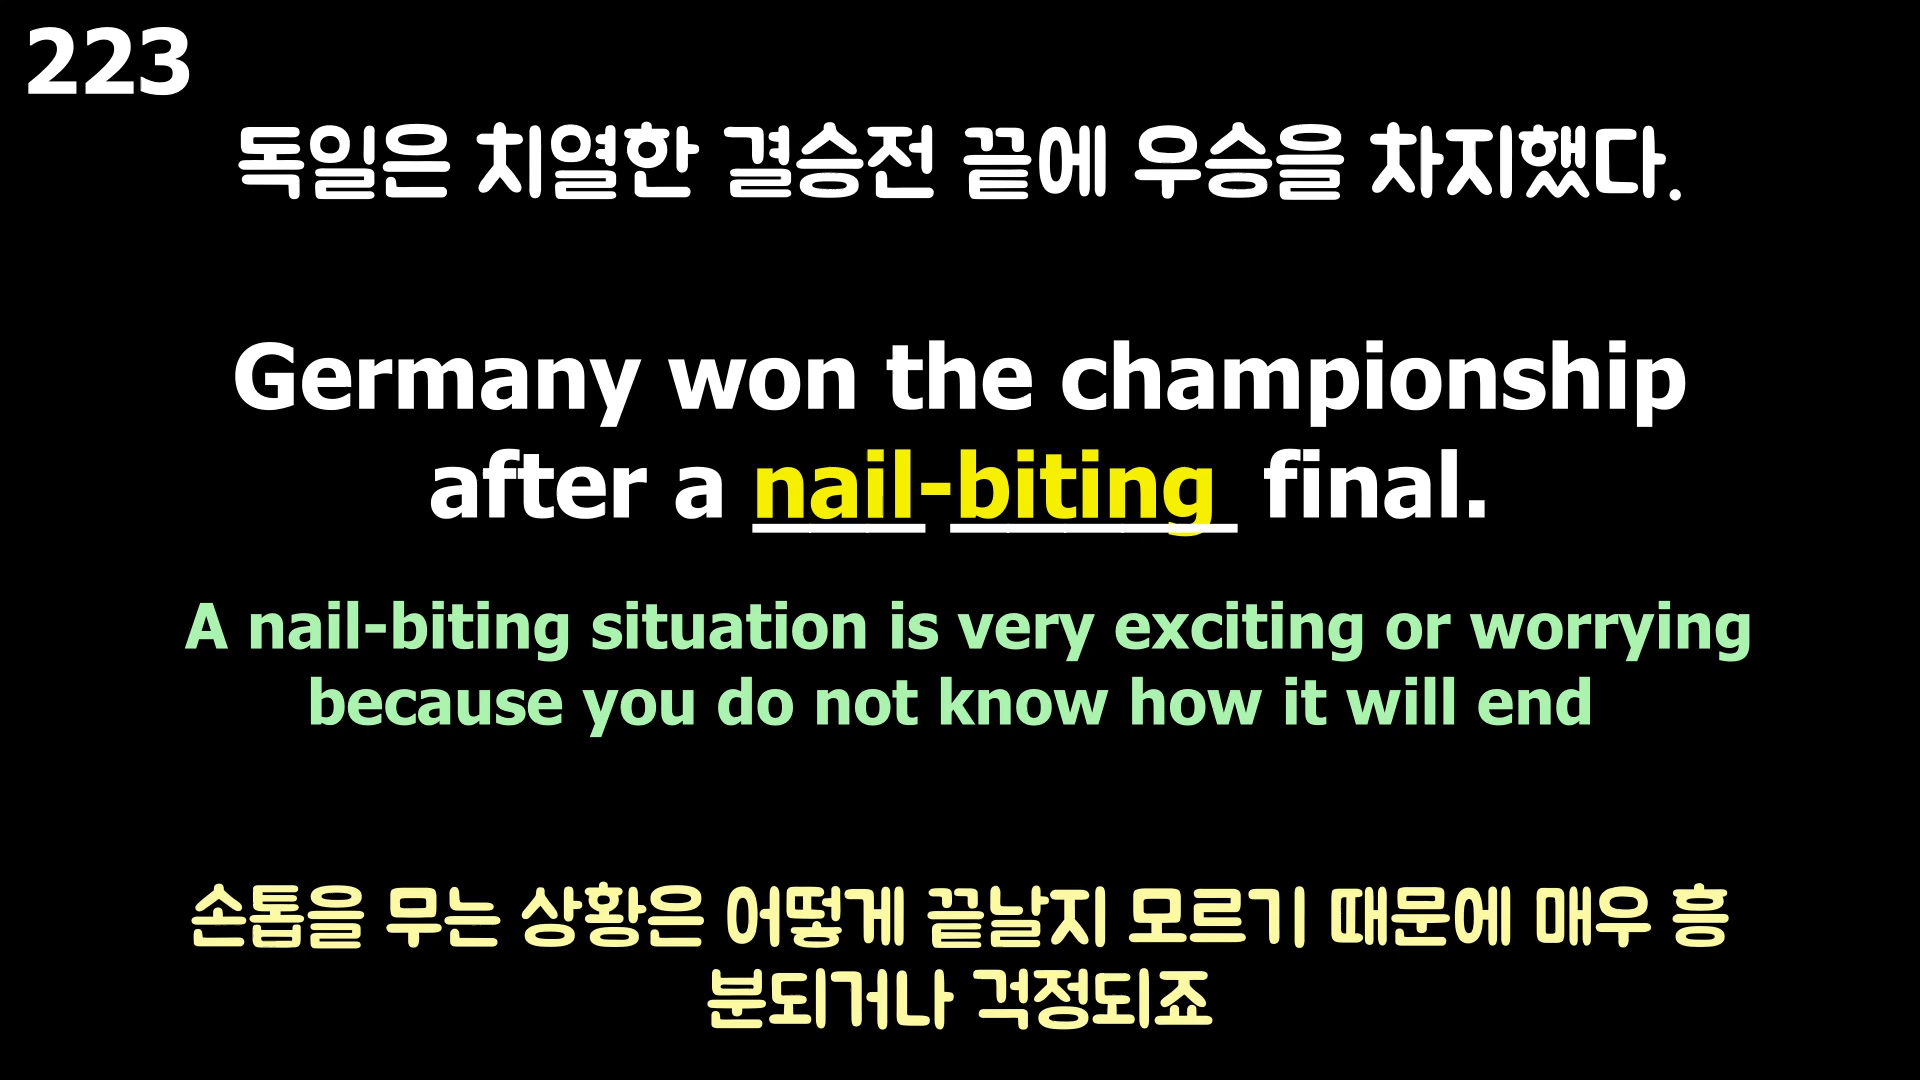 223
독일은 치열한 결승전 끝에 우승을 차지했다.
Germany won the championship
after a nail-biting final.
A nail-biting situation is very exciting or worrying
because you do not know how it will end
손톱을 무는 상황은 어떻게 끝날지 모르기 때문에 매우 흥
분되거나 걱정되죠